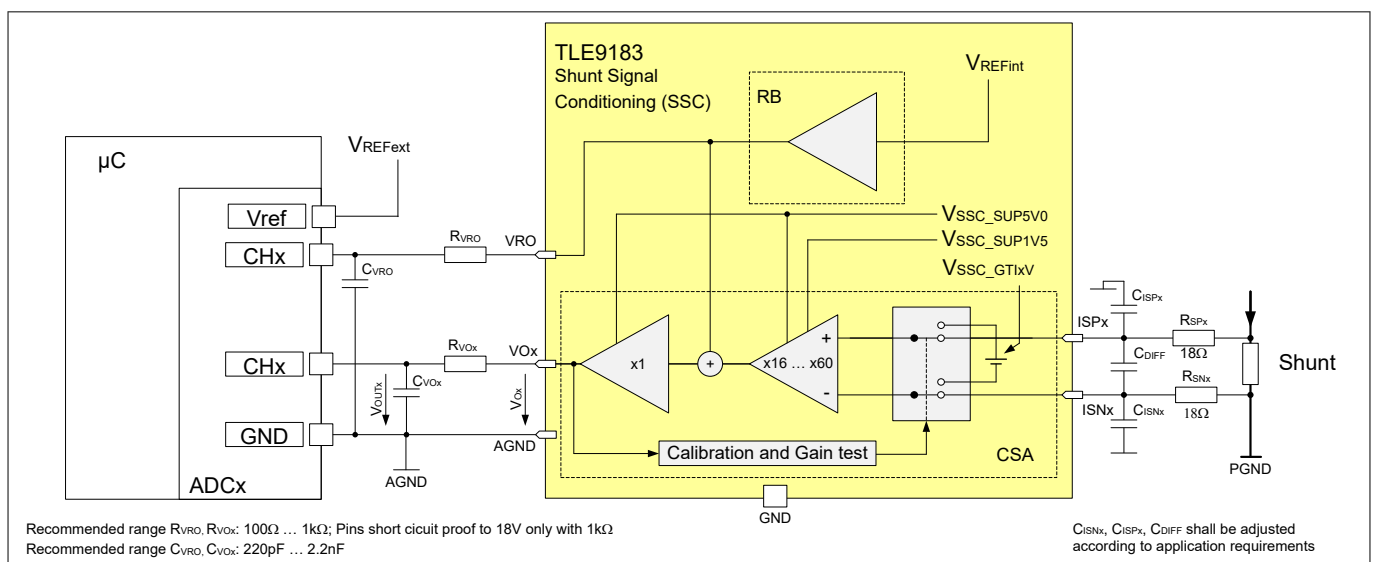 TLE9183
Shunt Signal
Conditioning (SSC)
VREFint
RB
µC
VREFext
Vref
CHx
RVRO
VRO
CVRO
VSSC_SUP5V0
VSSC_SUP1V5
VSSC_GTIxV
CISPx
ISPx
RSPx
18Ω
CDIFF
Shunt
RSNx
18Ω
ISNx
CISNx
PGND
CHx
RVOx
VOx
x1
+
x16 ... x60
+
-
CVOx
VOUTx
VOx
GND
AGND
AGND
ADCx
Calibration and Gain test
CSA
GND
Recommended range RVRO, RVOx: 100Ω ... 1kΩ; Pins short cicuit proof to 18V only with 1kΩ
Recommended range CVRO, CVOx: 220pF ... 2.2nF
CISNx, CISPx, CDIFF shall be adjusted
according to application requirements